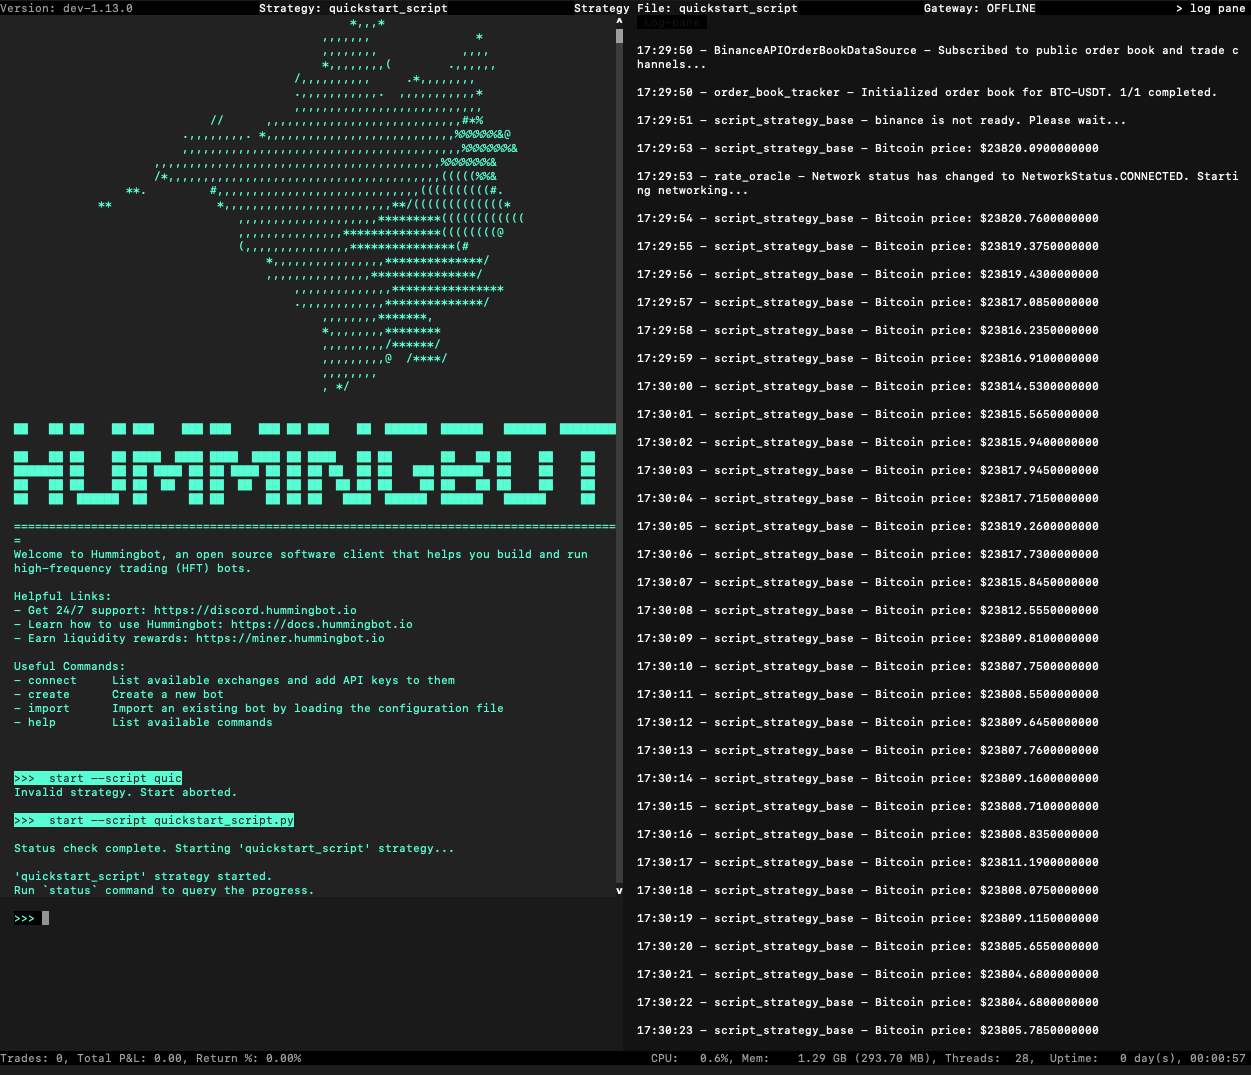 Version: dev-1.13.0 Strategy: quickstart_script Strategy File: quickstart_script Gateway: OFFLINE > log pane
HUMMINGBOT
================================================================================
=
Welcome to Hummingbot, an open source software client that helps you build and run
high-frequency trading (HFT) bots.
Helpful Links:
- Get 24/7 support: https://discord.hummingbot.io
- Learn how to use Hummingbot: https://docs.hummingbot.io
- Earn liquidity rewards: https://miner.hummingbot.io
Useful Commands:
- connect List available exchanges and add API keys to them
- create Create a new bot
- import Import an existing bot by loading the configuration file
- help List available commands
>>> start --script quic
Invalid strategy. Start aborted.
>>> start --script quickstart_script.py
Status check complete. Starting 'quickstart_script' strategy...
'quickstart_script' strategy started.
Run `status` command to query the progress.
>>>
Log-pane
17:29:50 - BinanceAPIOrderBookDataSource - Subscribed to public order book and trade c
hannels...
17:29:50 - order_book_tracker - Initialized order book for BTC-USDT. 1/1 completed.
17:29:51 - script_strategy_base - binance is not ready. Please wait...
17:29:53 - script_strategy_base - Bitcoin price: $23820.0900000000
17:29:53 - rate_oracle - Network status has changed to NetworkStatus.CONNECTED. Starti
ng networking...
17:29:54 - script_strategy_base - Bitcoin price: $23820.7600000000
17:29:55 - script_strategy_base - Bitcoin price: $23819.3750000000
17:29:56 - script_strategy_base - Bitcoin price: $23819.4300000000
17:29:57 - script_strategy_base - Bitcoin price: $23817.0850000000
17:29:58 - script_strategy_base - Bitcoin price: $23816.2350000000
17:29:59 - script_strategy_base - Bitcoin price: $23816.9100000000
17:30:00 - script_strategy_base - Bitcoin price: $23814.5300000000
17:30:01 - script_strategy_base - Bitcoin price: $23815.5650000000
17:30:02 - script_strategy_base - Bitcoin price: $23815.9400000000
17:30:03 - script_strategy_base - Bitcoin price: $23817.9450000000
17:30:04 - script_strategy_base - Bitcoin price: $23817.7150000000
17:30:05 - script_strategy_base - Bitcoin price: $23819.2600000000
17:30:06 - script_strategy_base - Bitcoin price: $23817.7300000000
17:30:07 - script_strategy_base - Bitcoin price: $23815.8450000000
17:30:08 - script_strategy_base - Bitcoin price: $23812.5550000000
17:30:09 - script_strategy_base - Bitcoin price: $23809.8100000000
17:30:10 - script_strategy_base - Bitcoin price: $23807.7500000000
17:30:11 - script_strategy_base - Bitcoin price: $23808.5500000000
17:30:12 - script_strategy_base - Bitcoin price: $23809.6450000000
17:30:13 - script_strategy_base - Bitcoin price: $23807.7600000000
17:30:14 - script_strategy_base - Bitcoin price: $23809.1600000000
17:30:15 - script_strategy_base - Bitcoin price: $23808.7100000000
17:30:16 - script_strategy_base - Bitcoin price: $23808.8350000000
17:30:17 - script_strategy_base - Bitcoin price: $23811.1900000000
17:30:18 - script_strategy_base - Bitcoin price: $23808.0750000000
17:30:19 - script_strategy_base - Bitcoin price: $23809.1150000000
17:30:20 - script_strategy_base - Bitcoin price: $23805.6550000000
17:30:21 - script_strategy_base - Bitcoin price: $23804.6800000000
17:30:22 - script_strategy_base - Bitcoin price: $23804.6800000000
17:30:23 - script_strategy_base - Bitcoin price: $23805.7850000000
Trades: 0, Total P&L: 0.00, Return %: 0.00% CPU: 0.6%, Mem: 1.29 GB (293.70 MB), Threads: 28, Uptime: 0 day(s), 00:00:57